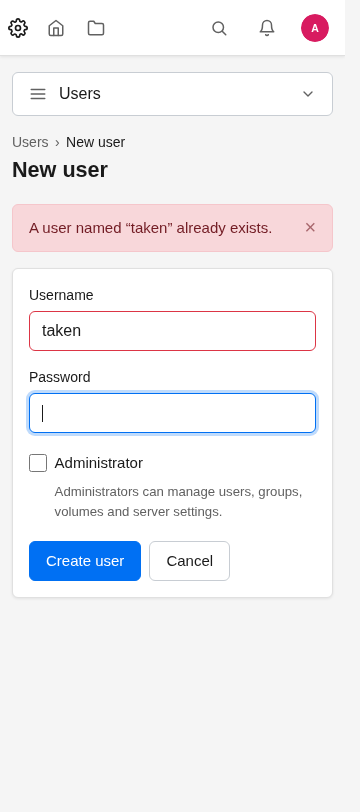 A
Users
Users › New user
New user
A user named “taken” already exists.
Username
taken
Password
Administrator
Administrators can manage users, groups,
volumes and server settings.
Create user
Cancel